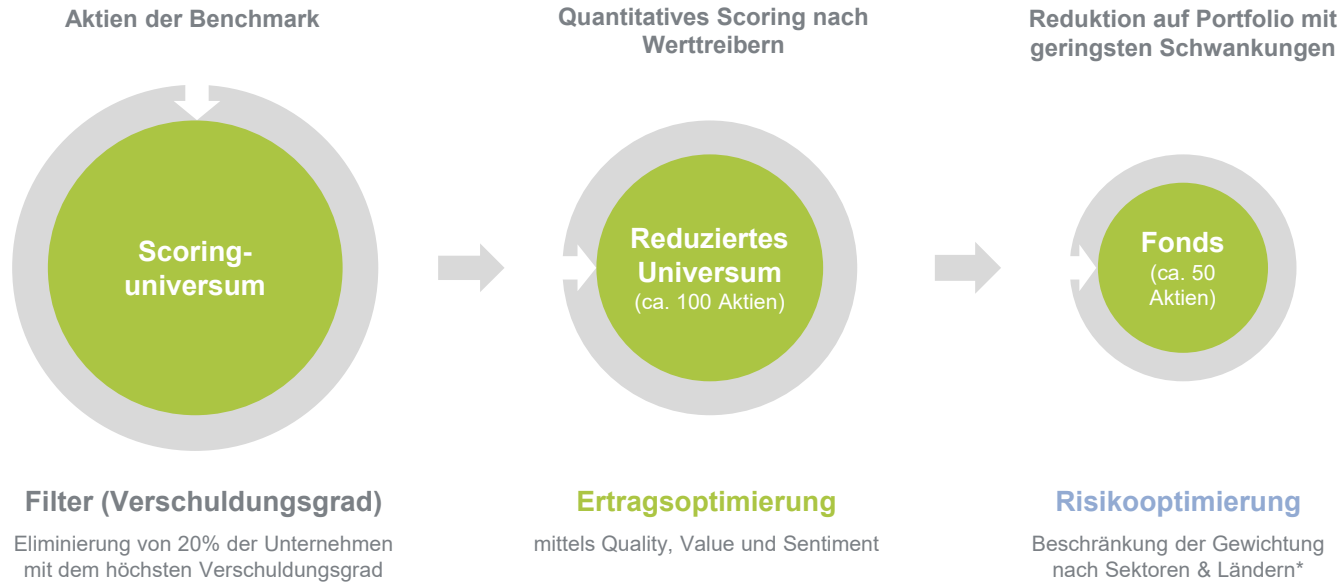 Aktien der Benchmark
Scoring-
universum
Filter (Verschuldungsgrad)
Eliminierung von 20% der Unternehmen
mit dem höchsten Verschuldungsgrad
Quantitatives Scoring nach
Werttreibern
Reduziertes
Universum
(ca. 100 Aktien)
Ertragsoptimierung
mittels Quality, Value und Sentiment
Reduktion auf Portfolio mit
geringsten Schwankungen
Fonds
(ca. 50
Aktien)
Risikooptimierung
Beschränkung der Gewichtung
nach Sektoren & Ländern*